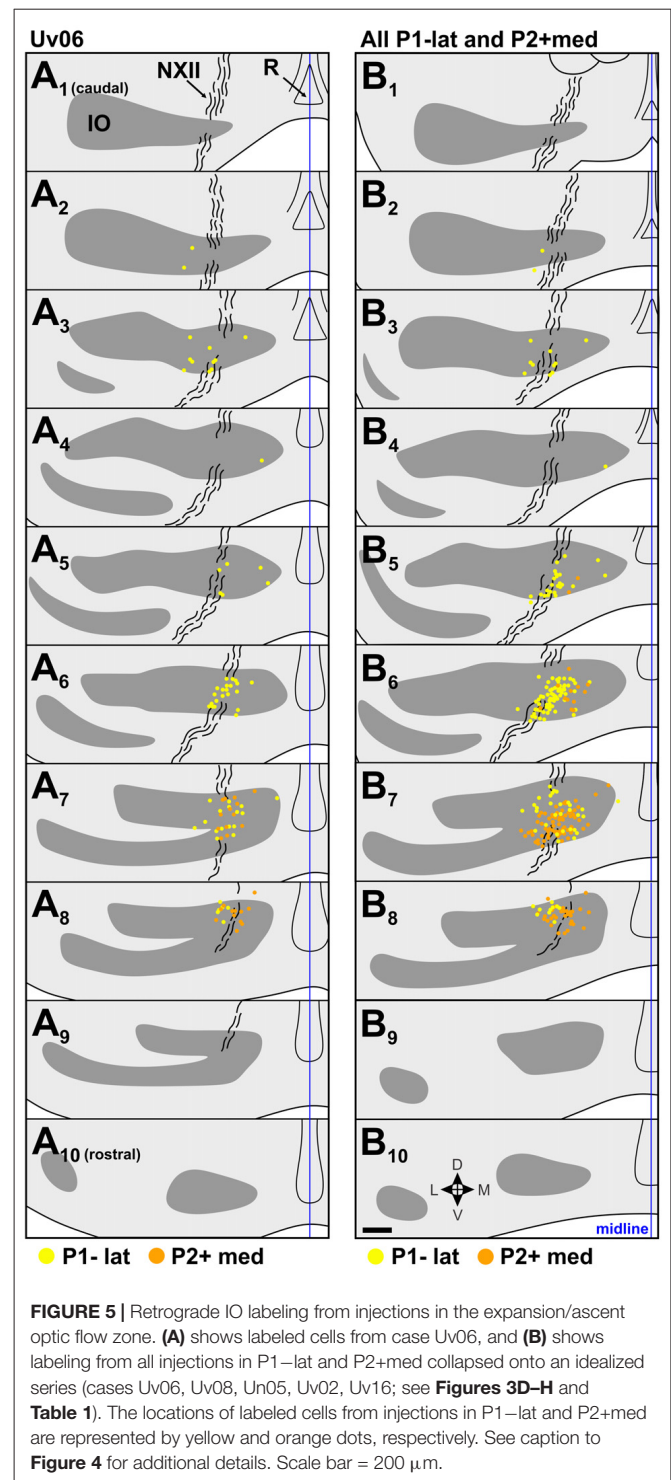 Uv06
All P1-lat and P2+med
A1 (caudal)
NXII
R
IO
B1
A2
B2
A3
B3
A4
B4
A5
B5
A6
B6
A7
B7
A8
B8
A9
B9
A10 (rostral)
B10
D
L M
V
midline
P1- lat P2+ med
P1- lat P2+ med
FIGURE 5 | Retrograde IO labeling from injections in the expansion/ascent
optic flow zone. (A) shows labeled cells from case Uv06, and (B) shows
labeling from all injections in P1−lat and P2+med collapsed onto an idealized
series (cases Uv06, Uv08, Un05, Uv02, Uv16; see Figures 3D–H and
Table 1). The locations of labeled cells from injections in P1−lat and P2+med
are represented by yellow and orange dots, respectively. See caption to
Figure 4 for additional details. Scale bar = 200 μm.